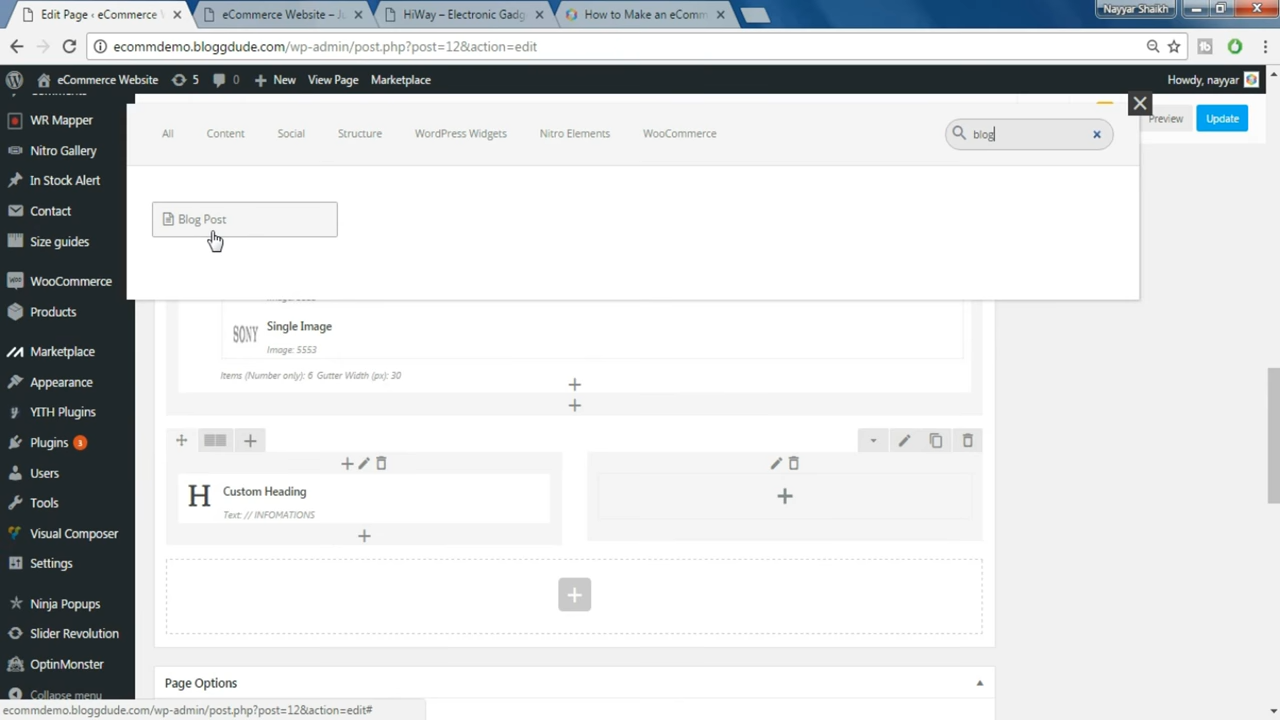 Edit Page ‹ eCommerce W
eCommerce Website – Ju
HiWay – Electronic Gadg
How to Make an eComm
Nayyar Shaikh
ecommdemo.bloggdude.com/wp-admin/post.php?post=12&action=edit
eCommerce Website
5
0
New
View Page
Marketplace
Howdy, nayyar
Comments
WR Mapper
Nitro Gallery
In Stock Alert
Contact
Size guides
WooCommerce
Products
Marketplace
Appearance
YITH Plugins
Plugins 3
Users
Tools
Visual Composer
Settings
Ninja Popups
Slider Revolution
OptinMonster
Collapse menu
All
Content
Social
Structure
WordPress Widgets
Nitro Elements
WooCommerce
blog
Preview
Update
Blog Post
SONY
Single Image
Image: 5553
Items (Number only): 6 Gutter Width (px): 30
H
Custom Heading
Text: // INFOMATIONS
Page Options
ecommdemo.bloggdude.com/wp-admin/post.php?post=12&action=edit#